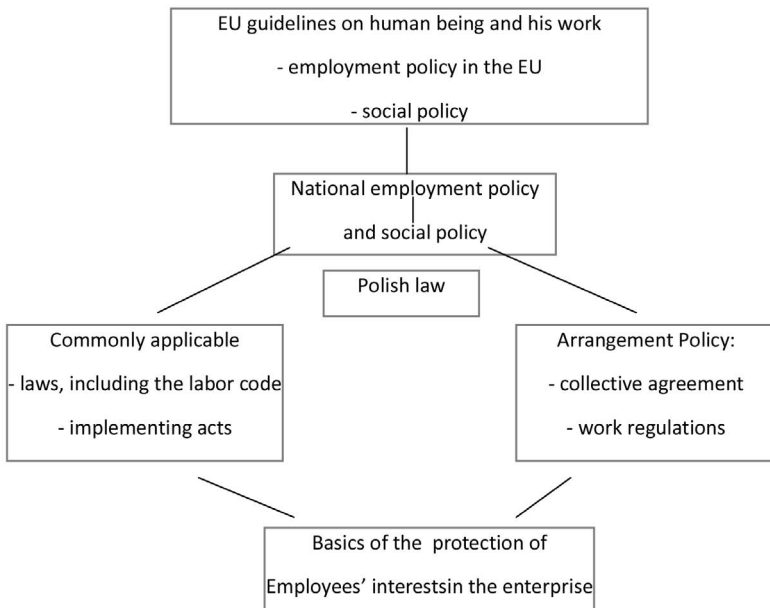 EU guidelines on human being and his work
- employment policy in the EU
- social policy
National employment policy
and social policy
Polish law
Commonly applicable
- laws, including the labor code
- implementing acts
Arrangement Policy:
- collective agreement
- work regulations
Basics of the protection of
Employees’ interestsin the enterprise